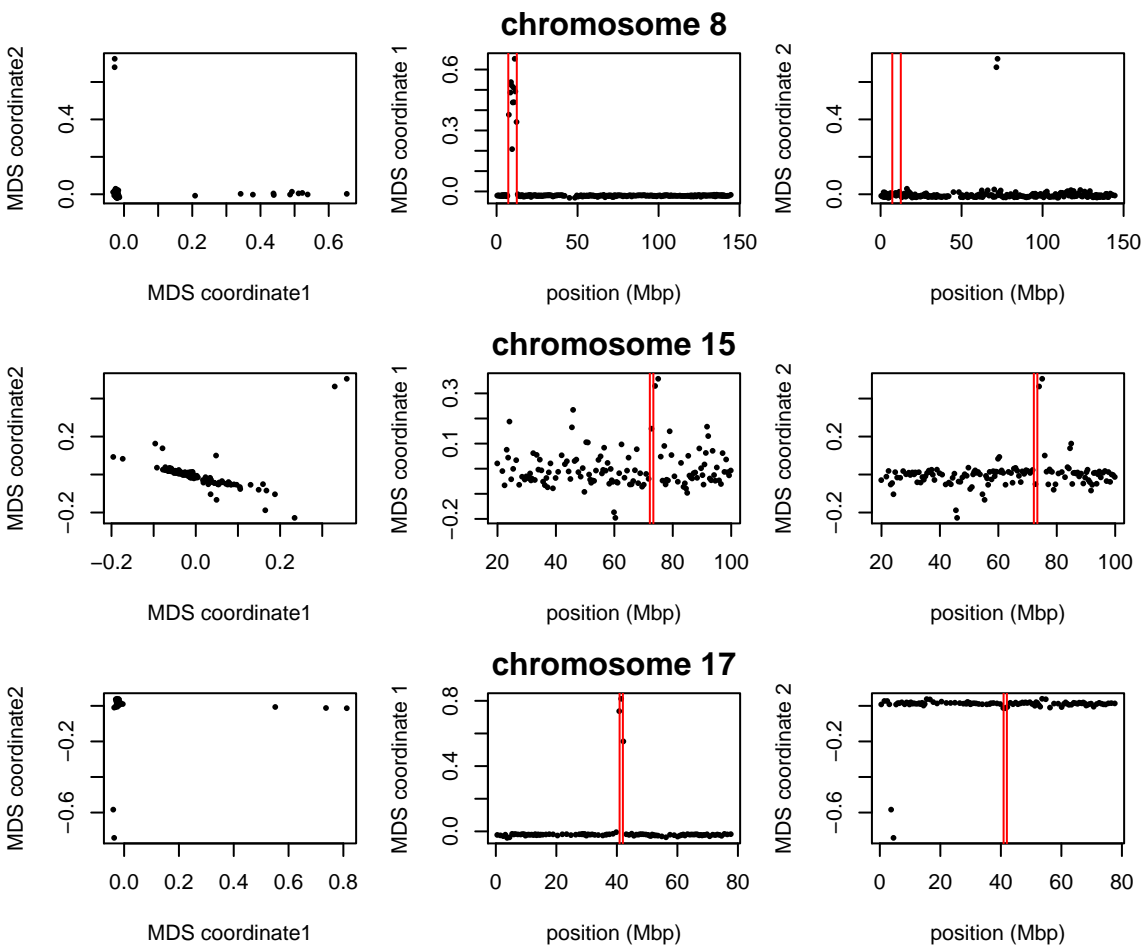 chromosome 8
MDS coordinate2
0.0 0.4
0.0 0.2 0.4 0.6
MDS coordinate1
MDS coordinate 1
0.0 0.3 0.6
0 50 100 150
position (Mbp)
MDS coordinate 2
0.0 0.4
0 50 100 150
position (Mbp)
chromosome 15
MDS coordinate2
−0.2 0.2
−0.2 0.0 0.2
MDS coordinate1
MDS coordinate 1
−0.2 0.1 0.3
20 40 60 80 100
position (Mbp)
MDS coordinate 2
−0.2 0.2
20 40 60 80 100
position (Mbp)
chromosome 17
MDS coordinate2
−0.6 −0.2
0.0 0.2 0.4 0.6 0.8
MDS coordinate1
MDS coordinate 1
0.0 0.4 0.8
0 20 40 60 80
position (Mbp)
MDS coordinate 2
−0.6 −0.2
0 20 40 60 80
position (Mbp)